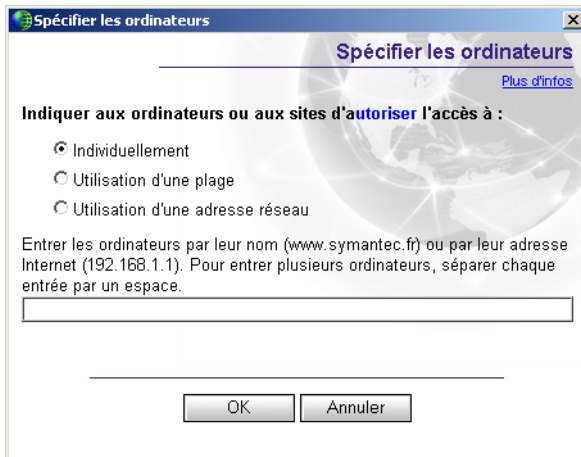 Spécifier les ordinateurs
Spécifier les ordinateurs
Plus d'infos
Indiquer aux ordinateurs ou aux sites d'autoriser l'accès à :
Individuellement
Utilisation d'une plage
Utilisation d'une adresse réseau
Entrer les ordinateurs par leur nom (www.symantec.fr) ou par leur adresse
Internet (192.168.1.1). Pour entrer plusieurs ordinateurs, séparer chaque
entrée par un espace.
OK
Annuler